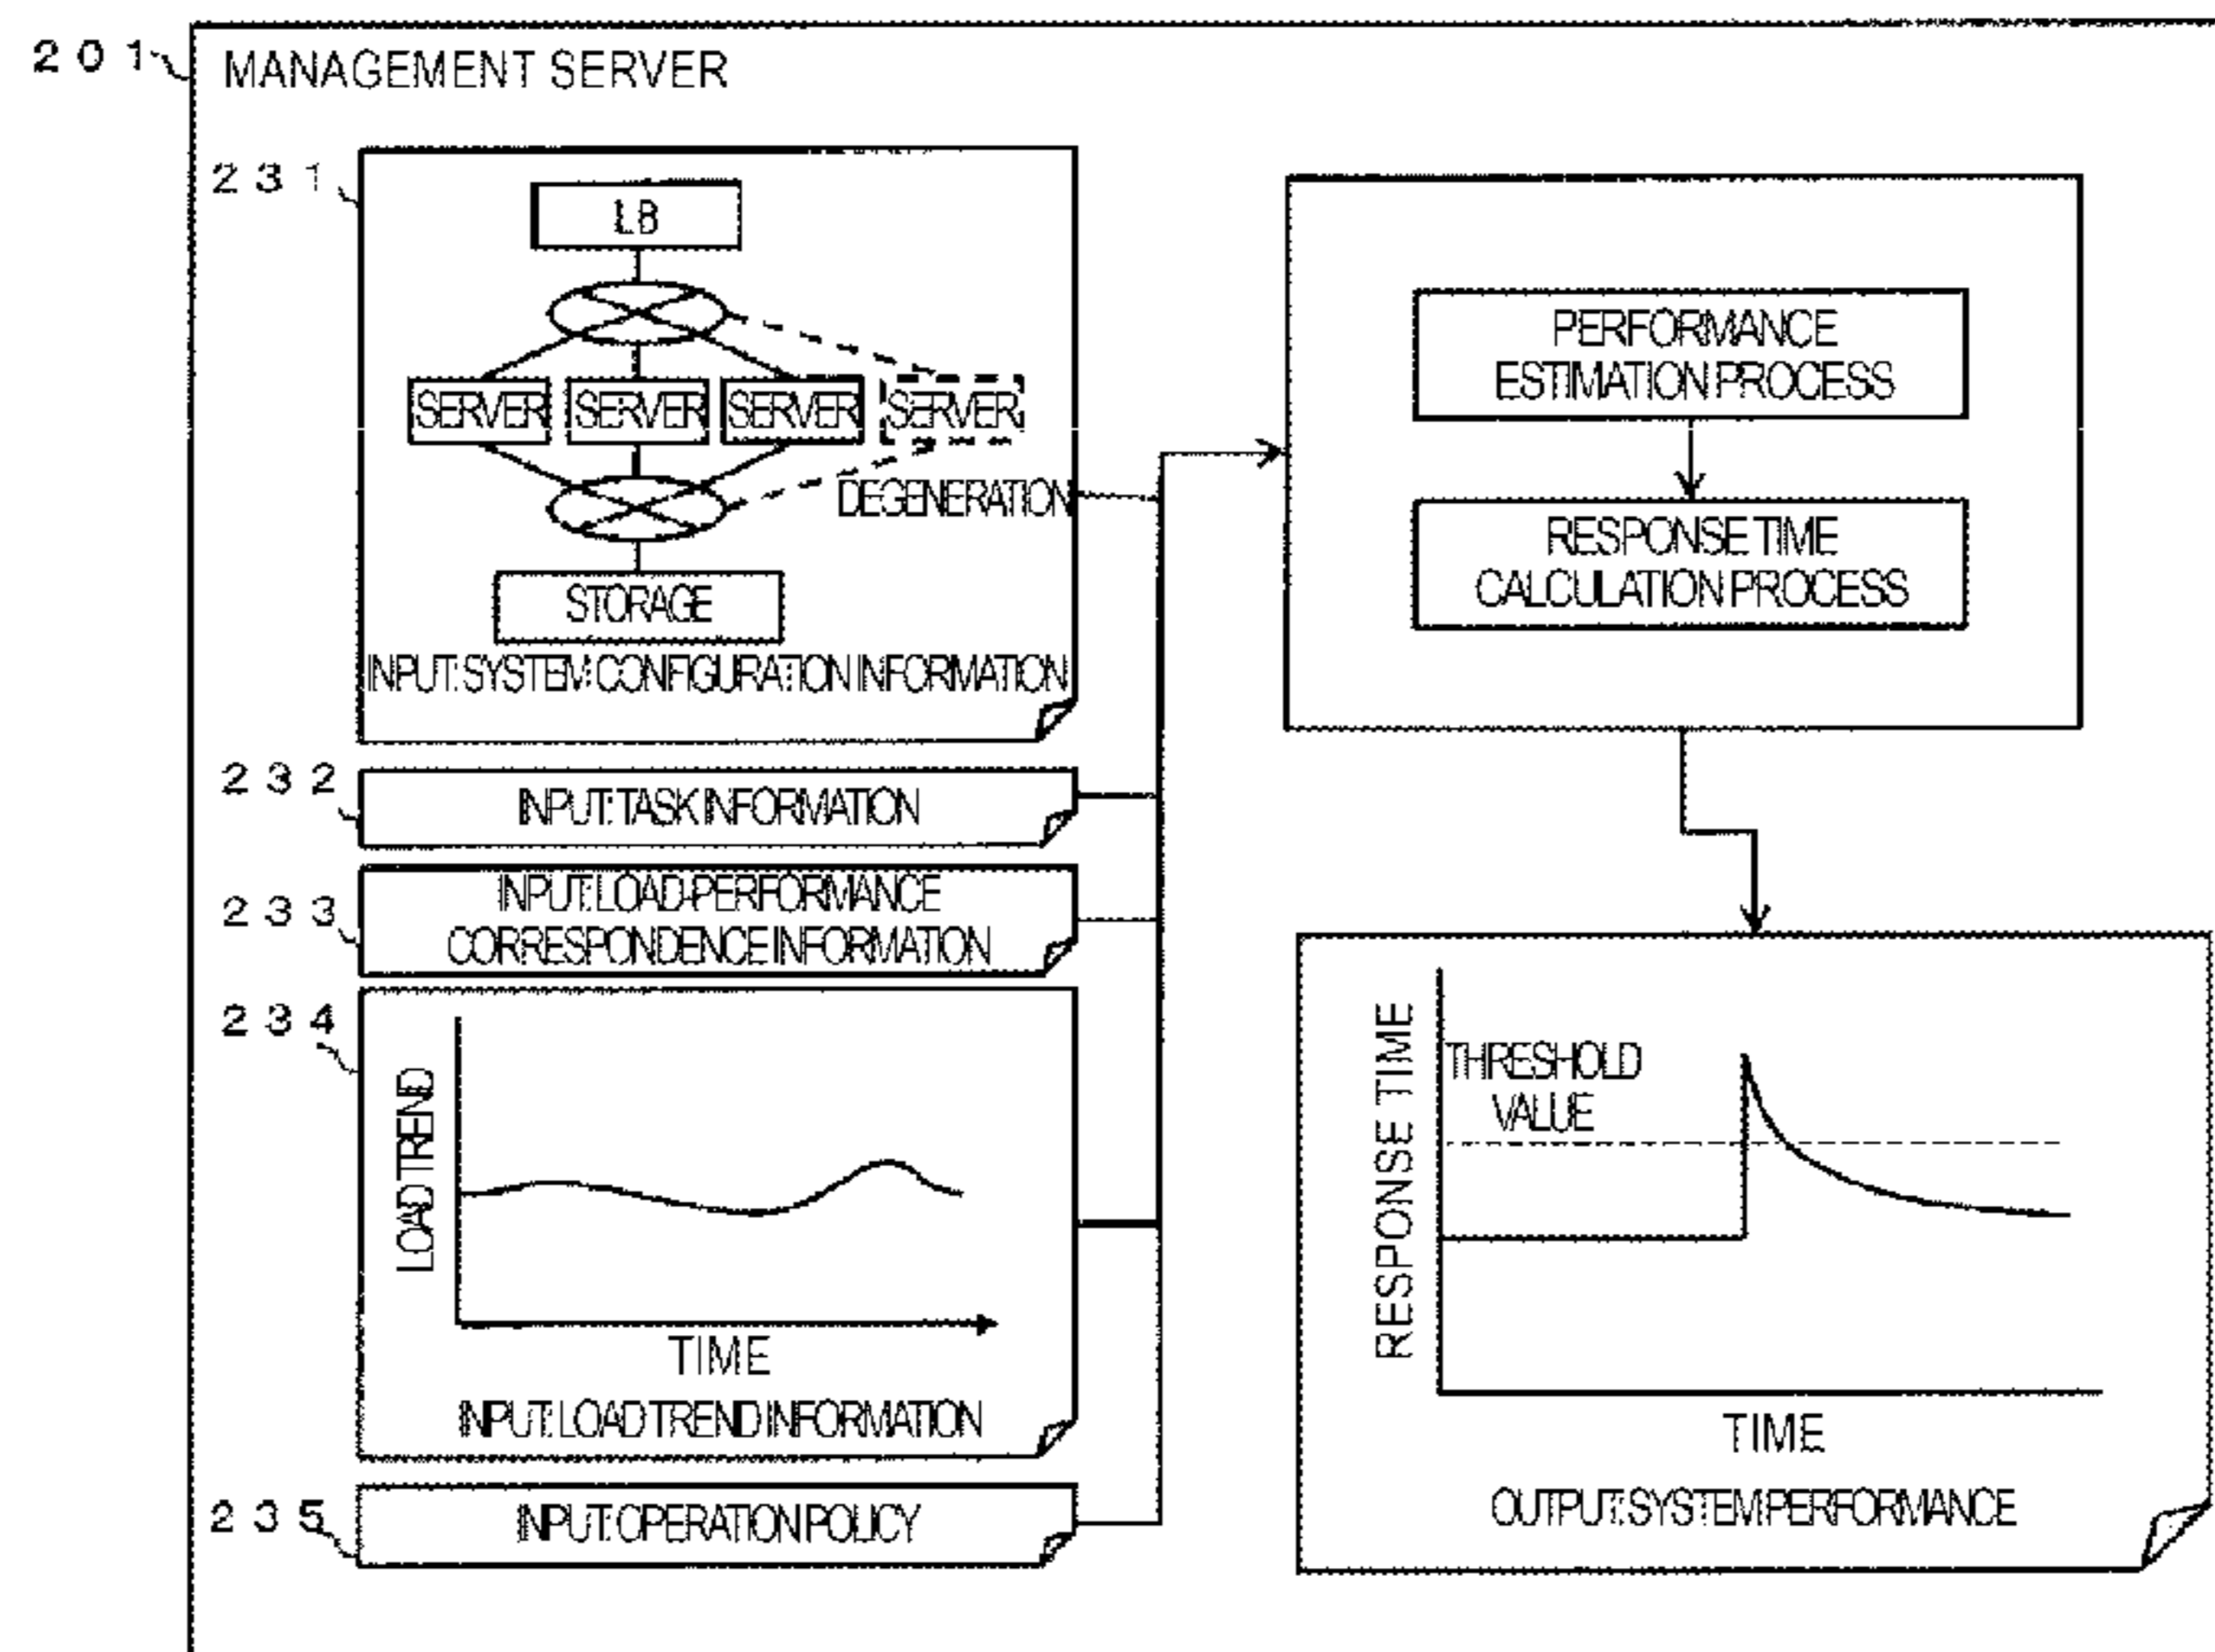 201
MANAGEMENT SERVER
231
LB
SERVER SERVER SERVER SERVER
DEGENERATION
STORAGE
INPUT: SYSTEM CONFIGURATION INFORMATION
232
INPUT: TASK INFORMATION
233
INPUT: LOAD-PERFORMANCE
CORRESPONDENCE INFORMATION
234
LOAD TREND
TIME
INPUT: LOAD TREND INFORMATION
235
INPUT: OPERATION POLICY
PERFORMANCE
ESTIMATION PROCESS
RESPONSE TIME
CALCULATION PROCESS
RESPONSE TIME
THRESHOLD
VALUE
TIME
OUTPUT: SYSTEM PERFORMANCE